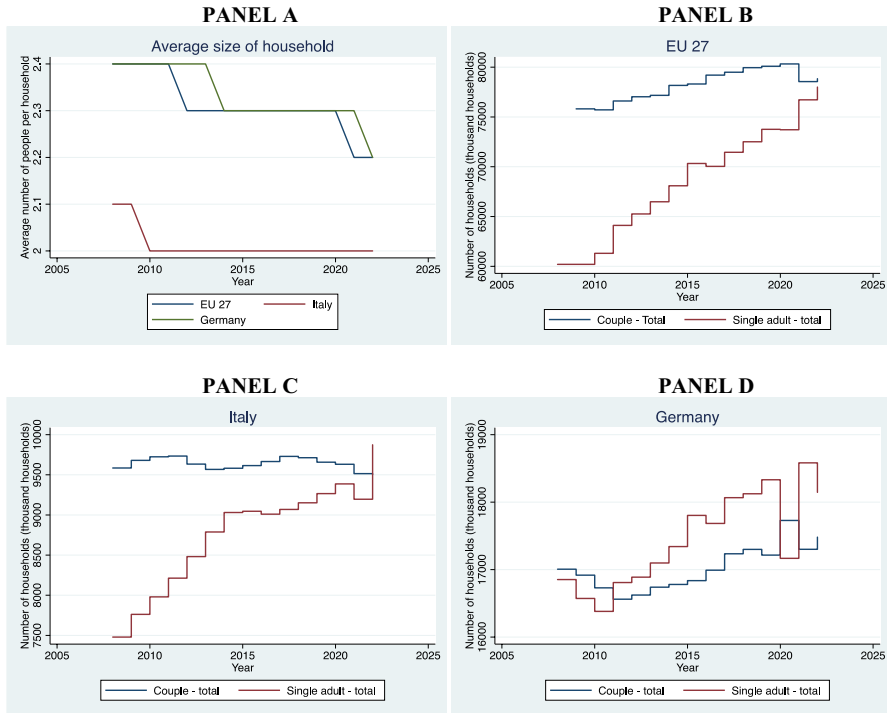 PANEL A
Average size of household
Average number of people per household
2.4
2.3
2.2
2.1
2
2005
2010
2015
2020
2025
Year
EU 27
Italy
Germany
PANEL B
EU 27
Number of households (thousand households)
80000
75000
70000
65000
60000
2005
2010
2015
2020
2025
Year
Couple - Total
Single adult - total
PANEL C
Italy
Number of households (thousand households)
10000
9500
9000
8500
8000
7500
2005
2010
2015
2020
2025
Year
Couple - total
Single adult - total
PANEL D
Germany
Number of households (thousand households)
19000
18000
17000
16000
2005
2010
2015
2020
2025
Year
Couple - total
Single adult - total